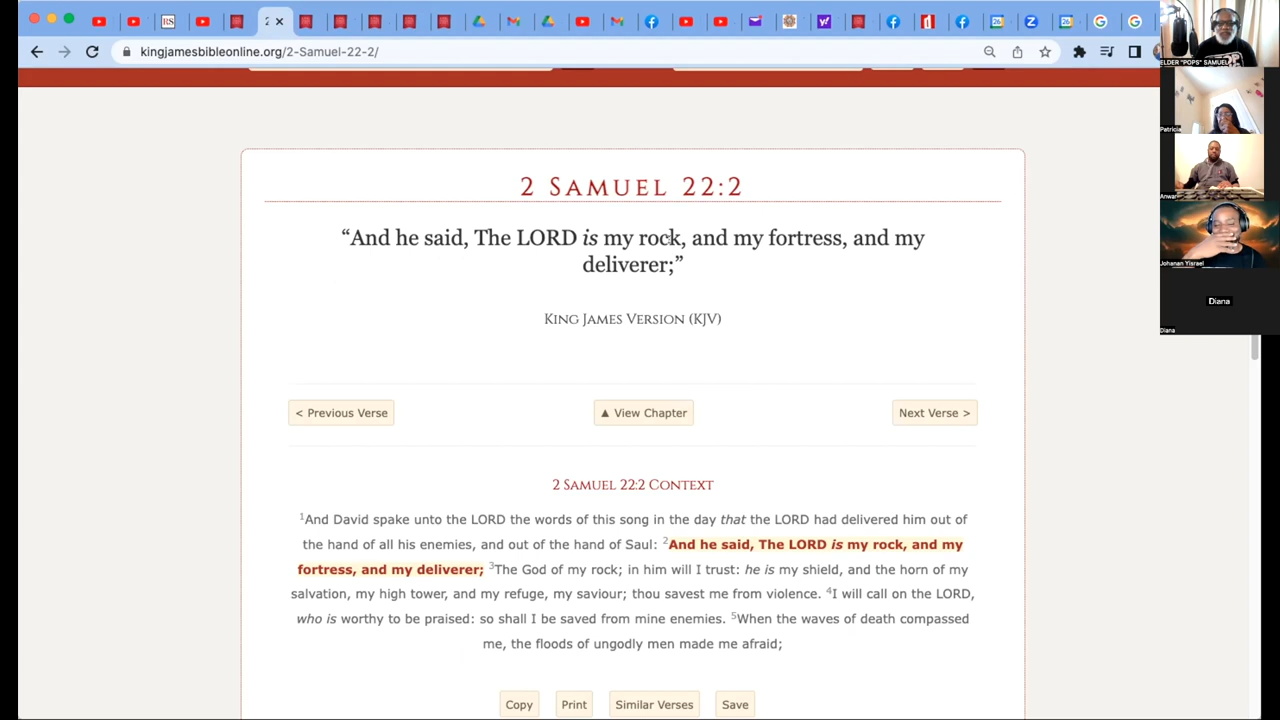 kingjamesbibleonline.org/2-Samuel-22-2/
ELDER "POPS" SAMUEL
Patricia
Anwar
Johanan Yisrael
Diana
Diana
2 SAMUEL 22:2
“And he said, The LORD is my rock, and my fortress, and my
deliverer;”
KING JAMES VERSION (KJV)
< Previous Verse
▲ View Chapter
Next Verse >
2 SAMUEL 22:2 CONTEXT
1And David spake unto the LORD the words of this song in the day that the LORD had delivered him out of
the hand of all his enemies, and out of the hand of Saul: 2And he said, The LORD is my rock, and my
fortress, and my deliverer; 3The God of my rock; in him will I trust: he is my shield, and the horn of my
salvation, my high tower, and my refuge, my saviour; thou savest me from violence. 4I will call on the LORD,
who is worthy to be praised: so shall I be saved from mine enemies. 5When the waves of death compassed
me, the floods of ungodly men made me afraid;
Copy
Print
Similar Verses
Save